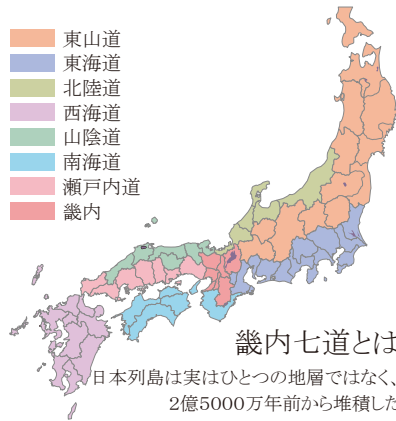 東山道
東海道
北陸道
西海道
山陰道
南海道
瀬戸内道
畿内
畿内七道とは
日本列島は実はひとつの地層ではなく、
2億5000万年前から堆積した